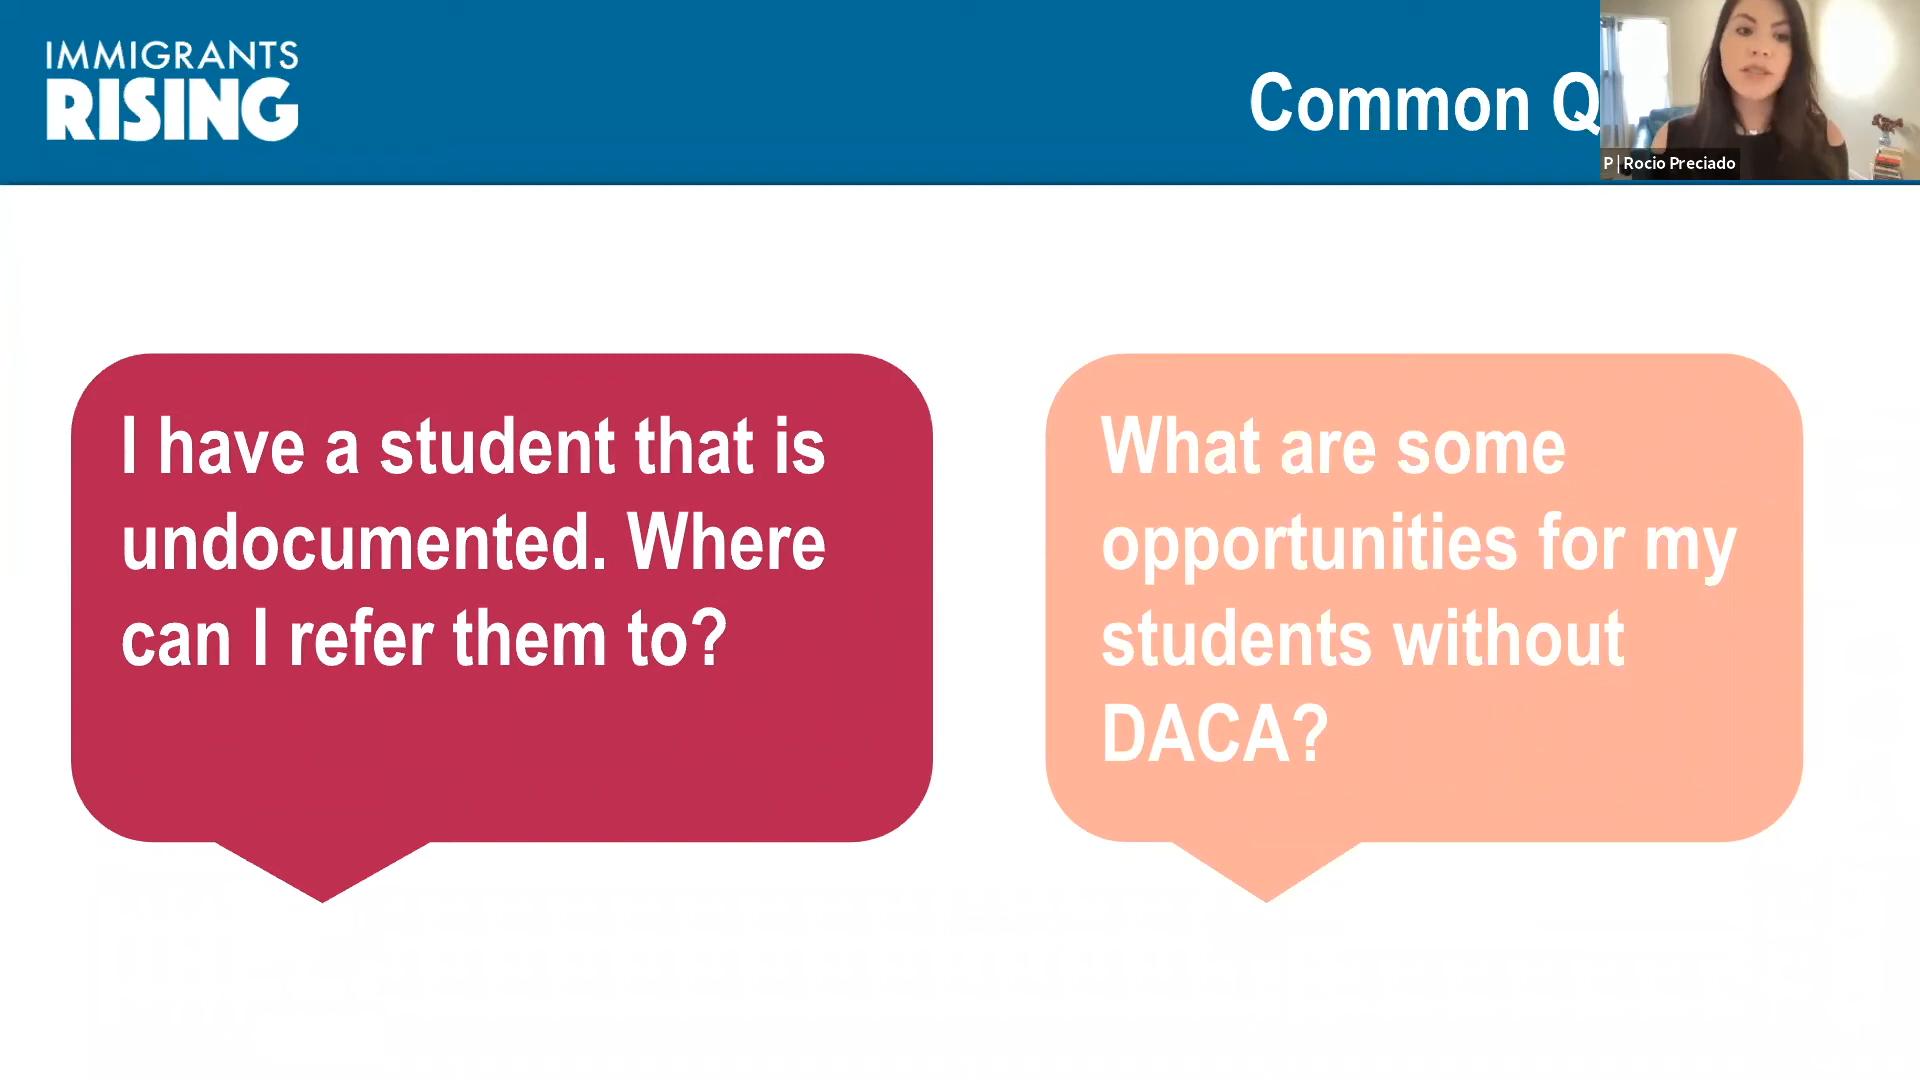 IMMIGRANTS
RISING
Common Q
P | Rocio Preciado
I have a student that is
undocumented. Where
can I refer them to?
What are some
opportunities for my
students without
DACA?